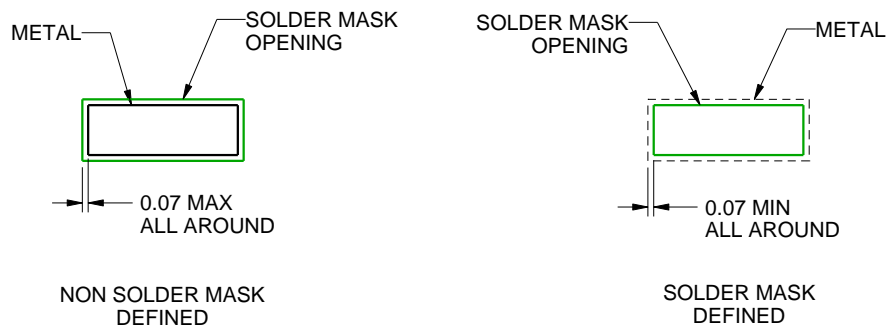 METAL
SOLDER MASK
OPENING
0.07 MAX
ALL AROUND
NON SOLDER MASK
DEFINED
SOLDER MASK
OPENING
METAL
0.07 MIN
ALL AROUND
SOLDER MASK
DEFINED